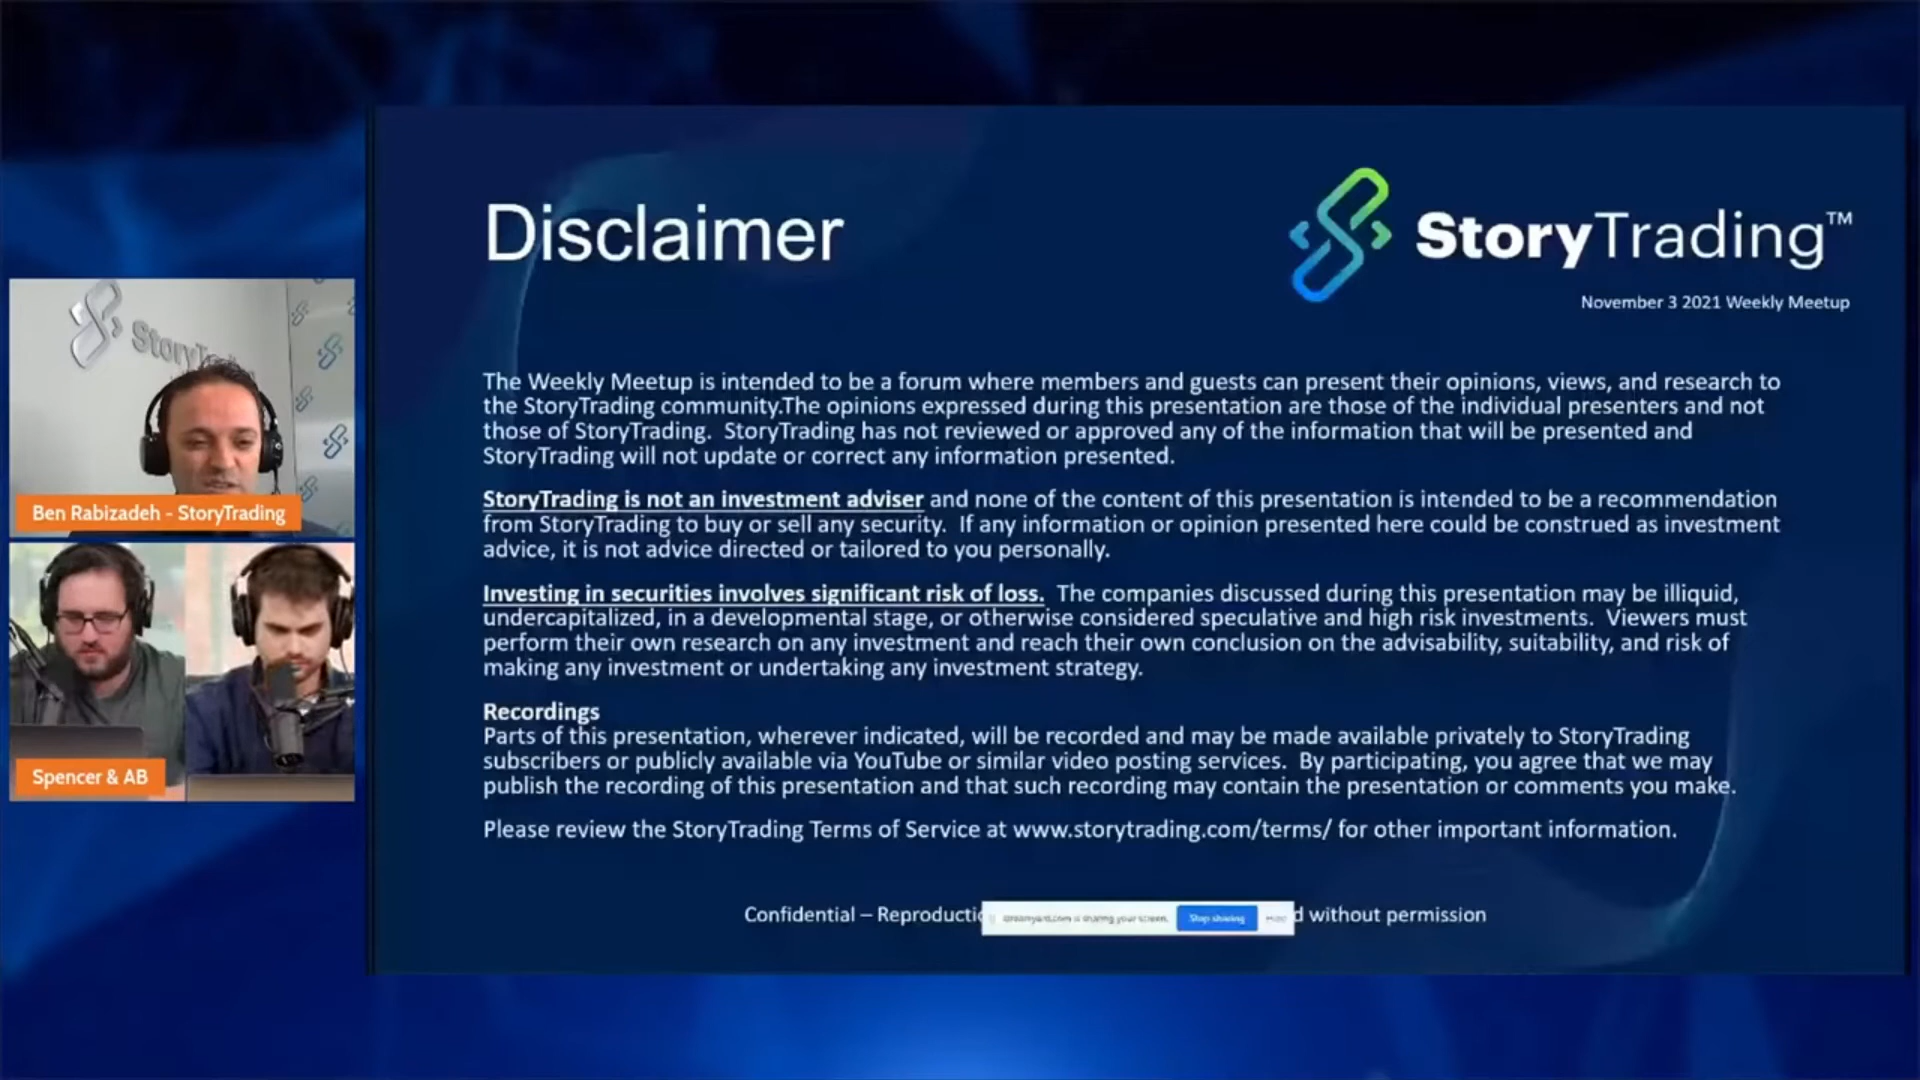 Disclaimer
StoryTrading™
November 3 2021 Weekly Meetup
The Weekly Meetup is intended to be a forum where members and guests can present their opinions, views, and research to
the StoryTrading community.The opinions expressed during this presentation are those of the individual presenters and not
those of StoryTrading. StoryTrading has not reviewed or approved any of the information that will be presented and
StoryTrading will not update or correct any information presented.
StoryTrading is not an investment adviser and none of the content of this presentation is intended to be a recommendation
from StoryTrading to buy or sell any security. If any information or opinion presented here could be construed as investment
advice, it is not advice directed or tailored to you personally.
Investing in securities involves significant risk of loss. The companies discussed during this presentation may be illiquid,
undercapitalized, in a developmental stage, or otherwise considered speculative and high risk investments. Viewers must
perform their own research on any investment and reach their own conclusion on the advisability, suitability, and risk of
making any investment or undertaking any investment strategy.
Recordings
Parts of this presentation, wherever indicated, will be recorded and may be made available privately to StoryTrading
subscribers or publicly available via YouTube or similar video posting services. By participating, you agree that we may
publish the recording of this presentation and that such recording may contain the presentation or comments you make.
Please review the StoryTrading Terms of Service at www.storytrading.com/terms/ for other important information.
Confidential – Reproductio
streamyard.com is sharing your screen. Stop sharing Hide
d without permission
StoryTr
Ben Rabizadeh - StoryTrading
Spencer & AB